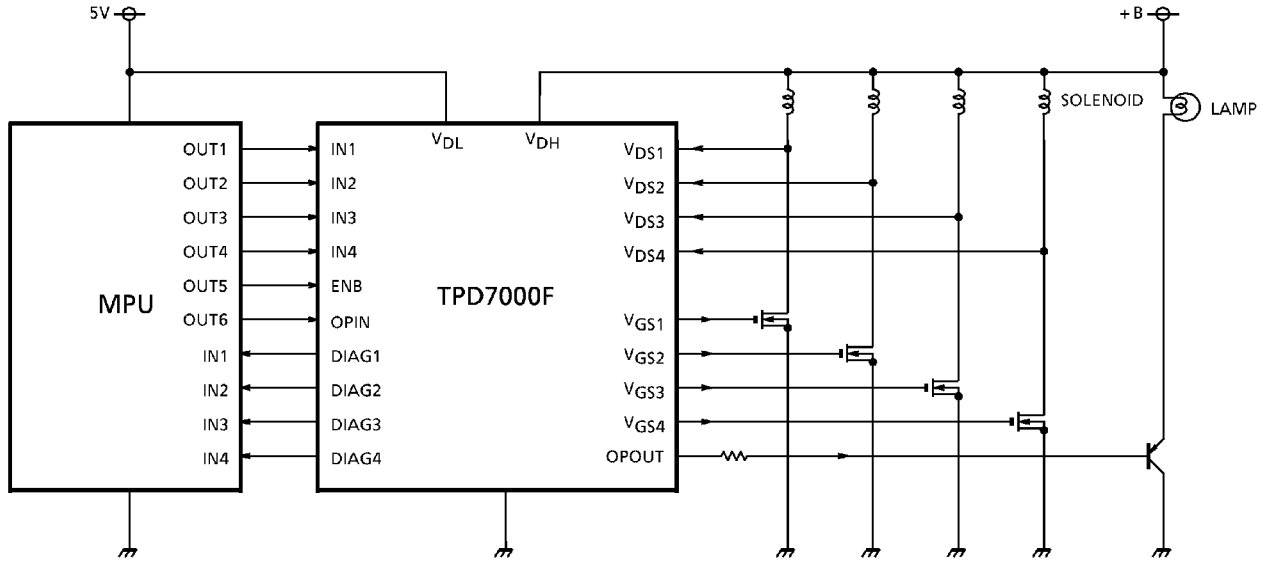 5V
+B
SOLENOID
LAMP
VDL
VDH
OUT1
IN1
VDS1
OUT2
IN2
VDS2
OUT3
IN3
VDS3
OUT4
IN4
VDS4
OUT5
ENB
MPU
TPD7000F
OUT6
OPIN
VGS1
IN1
DIAG1
VGS2
IN2
DIAG2
VGS3
IN3
DIAG3
VGS4
IN4
DIAG4
OPOUT